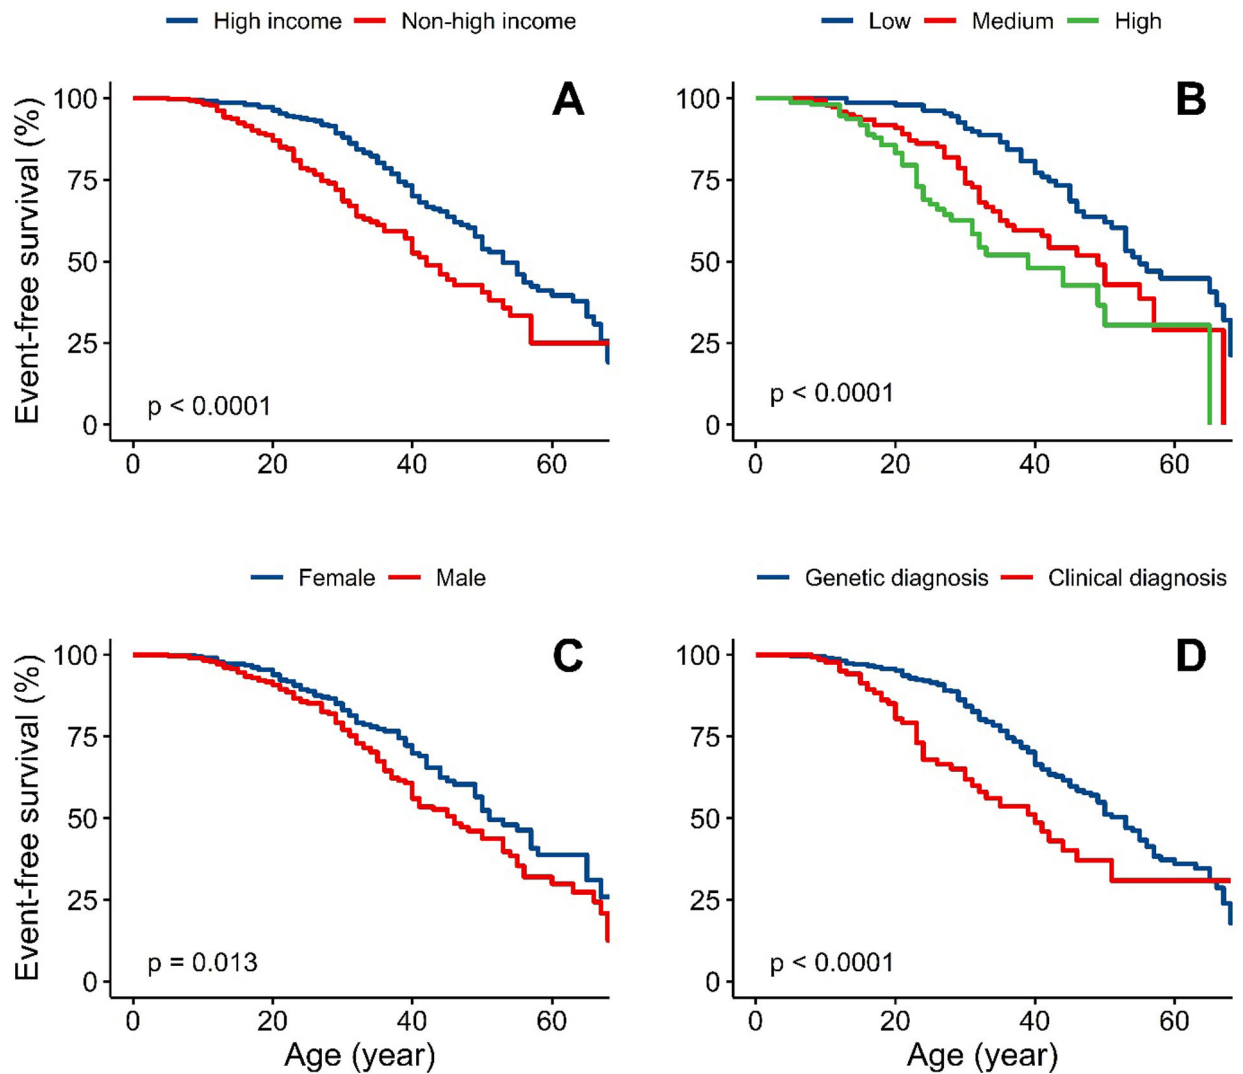 High income Non-high income
A
Event-free survival (%)
100
75
50
25
0
p < 0.0001
0 20 40 60
Low Medium High
B
100
75
50
25
0
p < 0.0001
0 20 40 60
Female Male
C
Event-free survival (%)
100
75
50
25
0
p = 0.013
0 20 40 60
Age (year)
Genetic diagnosis Clinical diagnosis
D
100
75
50
25
0
p < 0.0001
0 20 40 60
Age (year)